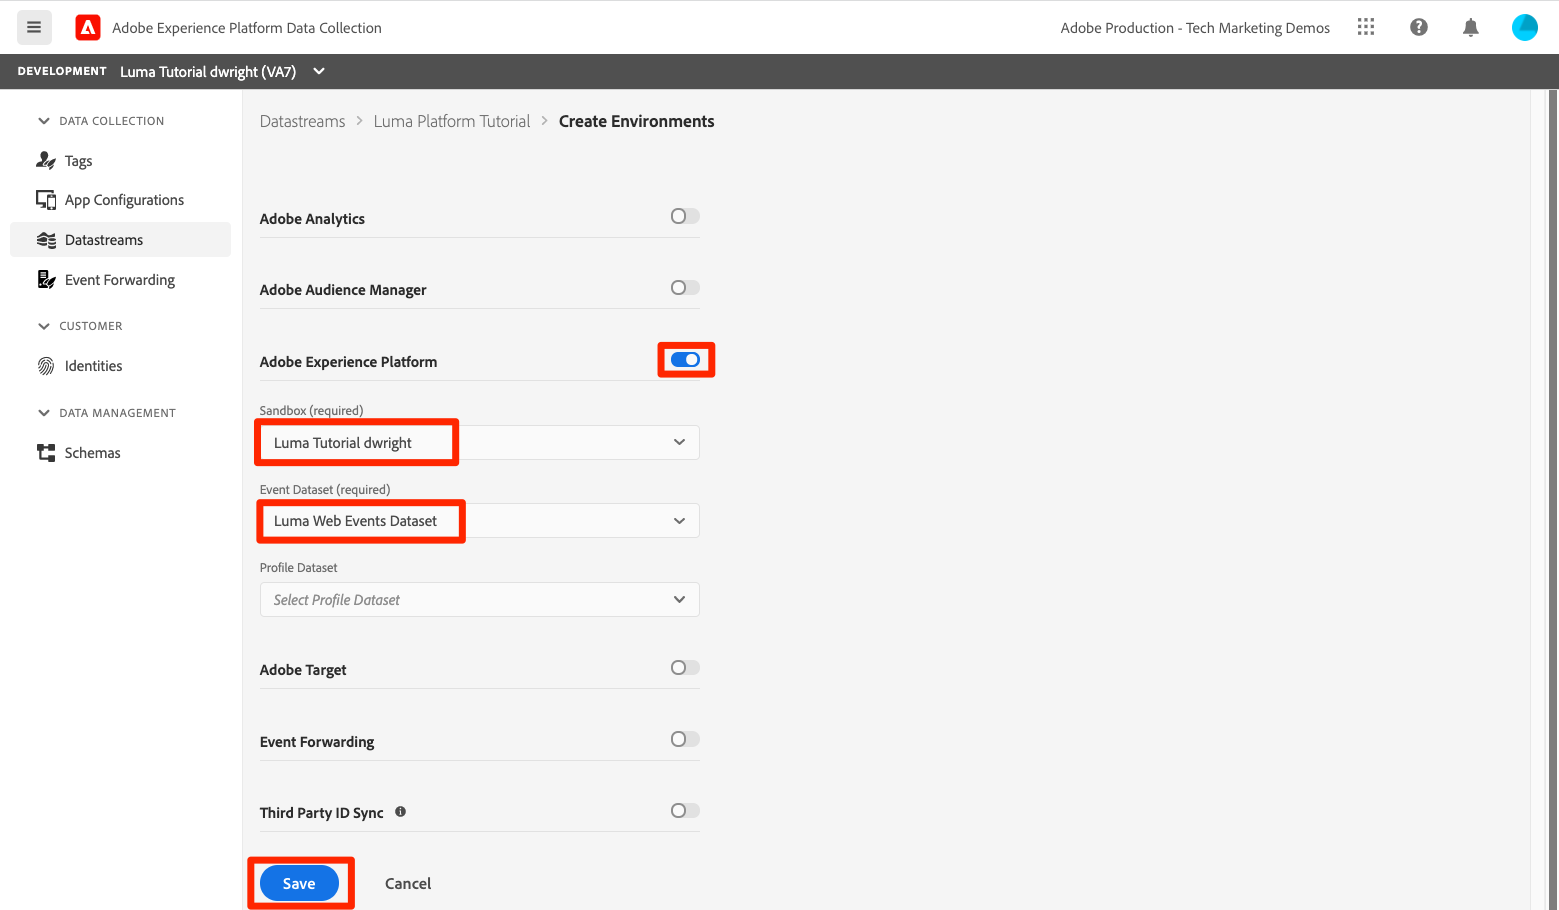 Adobe Experience Platform Data Collection
Adobe Production - Tech Marketing Demos
DEVELOPMENT Luma Tutorial dwright (VA7)
DATA COLLECTION
Tags
App Configurations
Datastreams
Event Forwarding
CUSTOMER
Identities
DATA MANAGEMENT
Schemas
Datastreams > Luma Platform Tutorial > Create Environments
Adobe Analytics
Adobe Audience Manager
Adobe Experience Platform
Sandbox (required)
Luma Tutorial dwright
Event Dataset (required)
Luma Web Events Dataset
Profile Dataset
Select Profile Dataset
Adobe Target
Event Forwarding
Third Party ID Sync
Save Cancel